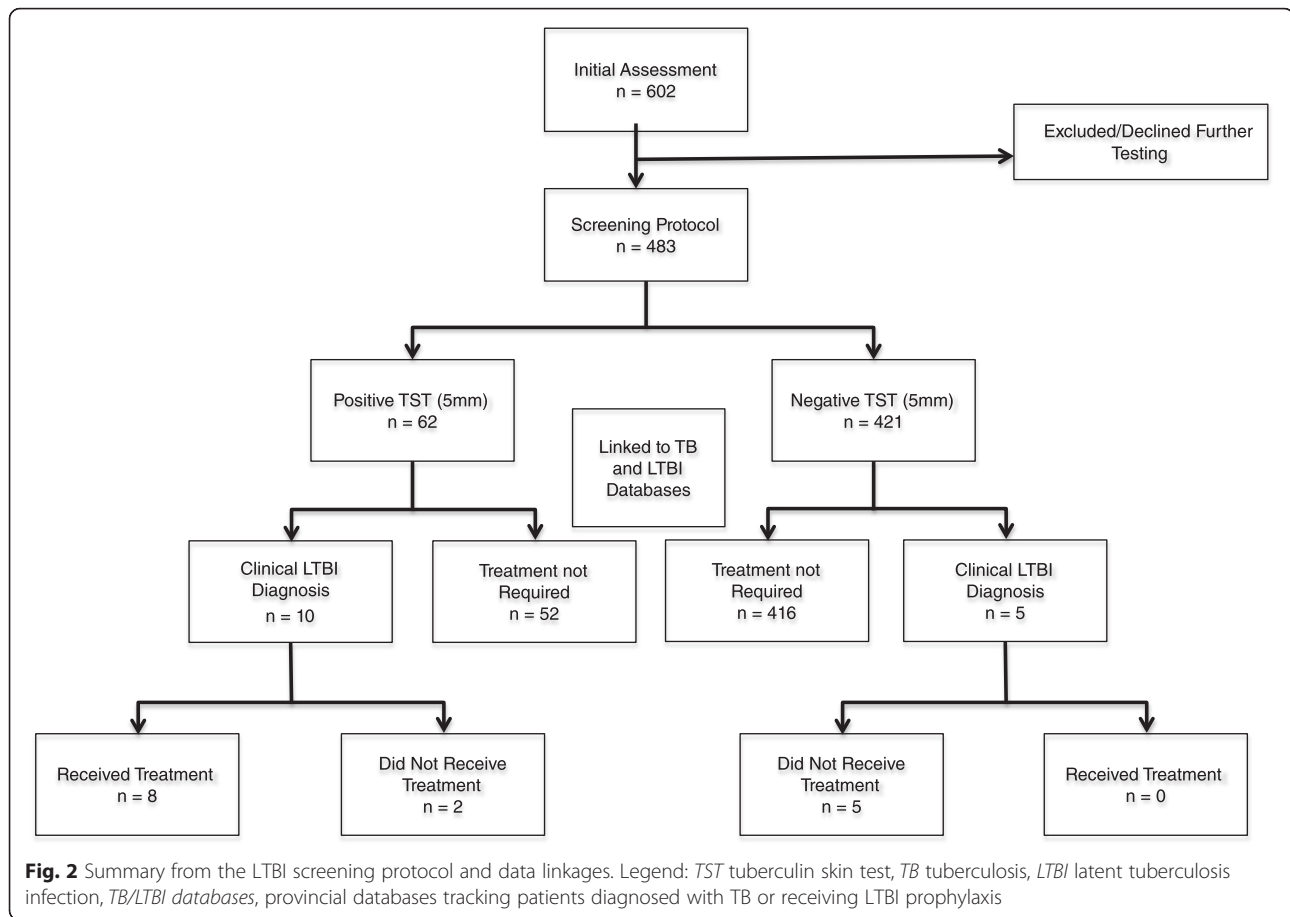 Initial Assessment
n = 602
Excluded/Declined Further
Testing
Screening Protocol
n = 483
Positive TST (5mm)
n = 62
Linked to TB
and LTBI
Databases
Negative TST (5mm)
n = 421
Clinical LTBI
Diagnosis
n = 10
Treatment not
Required
n = 52
Treatment not
Required
n = 416
Clinical LTBI
Diagnosis
n = 5
Received Treatment
n = 8
Did Not Receive
Treatment
n = 2
Did Not Receive
Treatment
n = 5
Received Treatment
n = 0
Fig. 2 Summary from the LTBI screening protocol and data linkages. Legend: TST tuberculin skin test, TB tuberculosis, LTBI latent tuberculosis
infection, TB/LTBI databases, provincial databases tracking patients diagnosed with TB or receiving LTBI prophylaxis